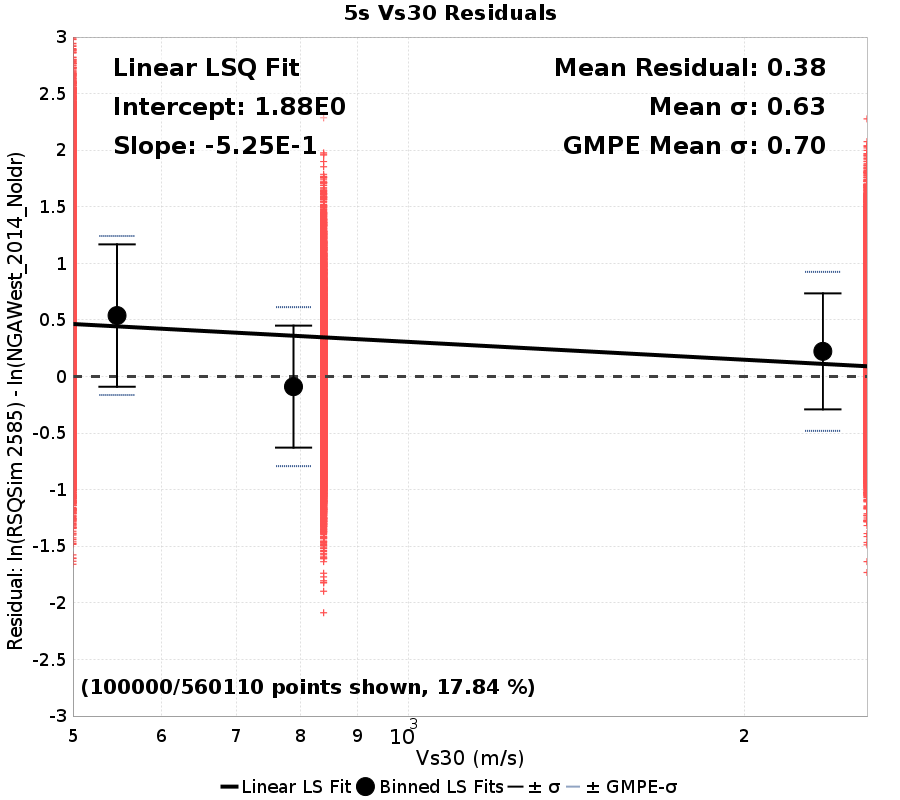 5s Vs30 Residuals
Linear LSQ Fit
Intercept: 1.88E0
Slope: -5.25E-1
Mean Residual: 0.38
Mean σ: 0.63
GMPE Mean σ: 0.70
Residual: ln(RSQSim 2585) - ln(NGAWest_2014_NoIdr)
3
2.5
2
1.5
1
0.5
0
-0.5
-1
-1.5
-2
-2.5
-3
(100000/560110 points shown, 17.84 %)
5 6 7 8 9 10³ 2
Vs30 (m/s)
Linear LS Fit Binned LS Fits ± σ ± GMPE-σ